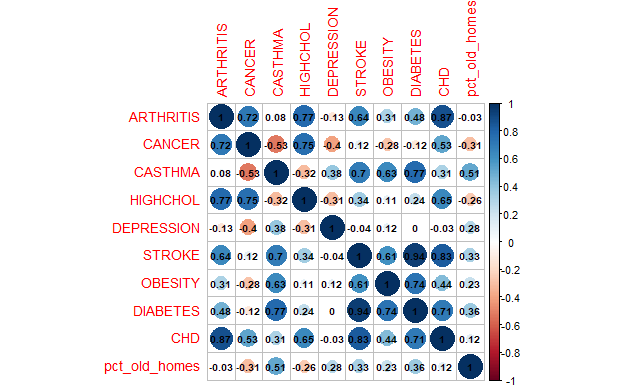 ARTHRITIS
CANCER
CASTHMA
HIGHCHOL
DEPRESSION
STROKE
OBESITY
DIABETES
CHD
pct_old_homes
ARTHRITIS 1 0.72 0.08 0.77 -0.13 0.64 0.31 0.48 0.87 -0.03
CANCER 0.72 1 -0.53 0.75 -0.4 0.12 -0.28 -0.12 0.53 -0.31
CASTHMA 0.08 -0.53 1 -0.32 0.38 0.7 0.63 0.77 0.31 0.51
HIGHCHOL 0.77 0.75 -0.32 1 -0.31 0.34 0.11 0.24 0.65 -0.26
DEPRESSION -0.13 -0.4 0.38 -0.31 1 -0.04 0.12 0 -0.03 0.28
STROKE 0.64 0.12 0.7 0.34 -0.04 1 0.61 0.94 0.83 0.33
OBESITY 0.31 -0.28 0.63 0.11 0.12 0.61 1 0.74 0.44 0.23
DIABETES 0.48 -0.12 0.77 0.24 0 0.94 0.74 1 0.71 0.36
CHD 0.87 0.53 0.31 0.65 -0.03 0.83 0.44 0.71 1 0.12
pct_old_homes -0.03 -0.31 0.51 -0.26 0.28 0.33 0.23 0.36 0.12 1
1
0.8
0.6
0.4
0.2
0
-0.2
-0.4
-0.6
-0.8
-1